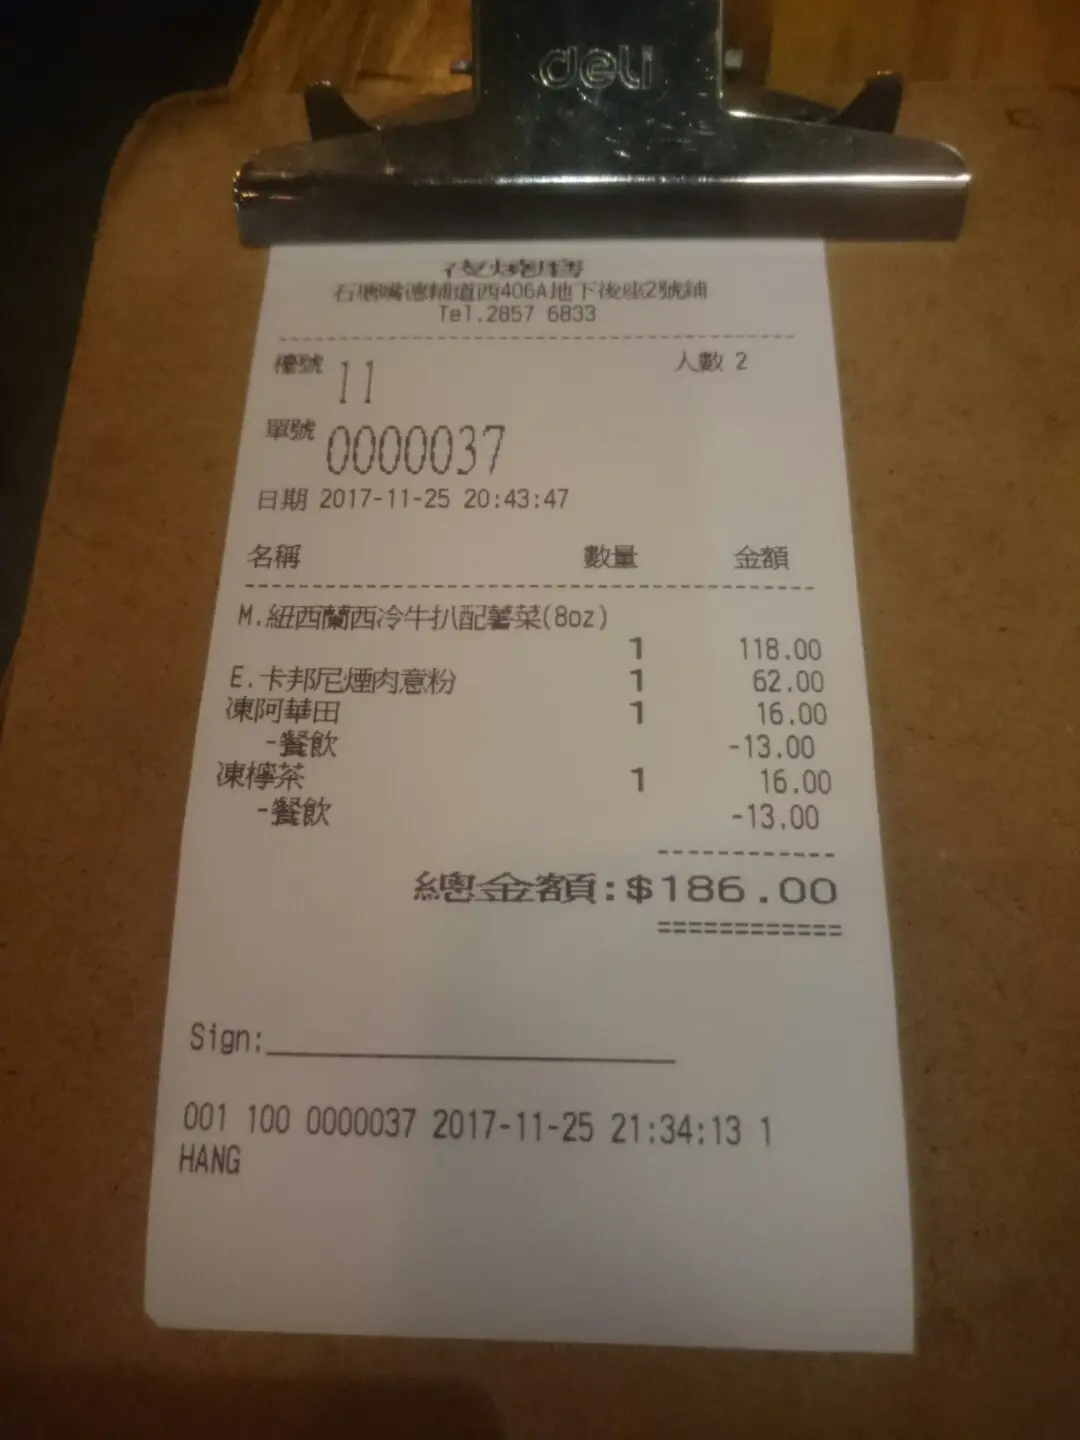 deli
夜燒磚
石塘嘴德輔道西406A地下後座2號鋪
Tel.2857 6833
檯號 11 人數 2
單號 0000037
日期 2017-11-25 20:43:47
名稱 數量 金額
M.紐西蘭西冷牛扒配薯菜(8oz)
1 118.00
E.卡邦尼煙肉意粉 1 62.00
凍阿華田 1 16.00
-餐飲 -13.00
凍檸茶 1 16.00
-餐飲 -13.00
總金額:$186.00
============
Sign:
001 100 0000037 2017-11-25 21:34:13 1
HANG